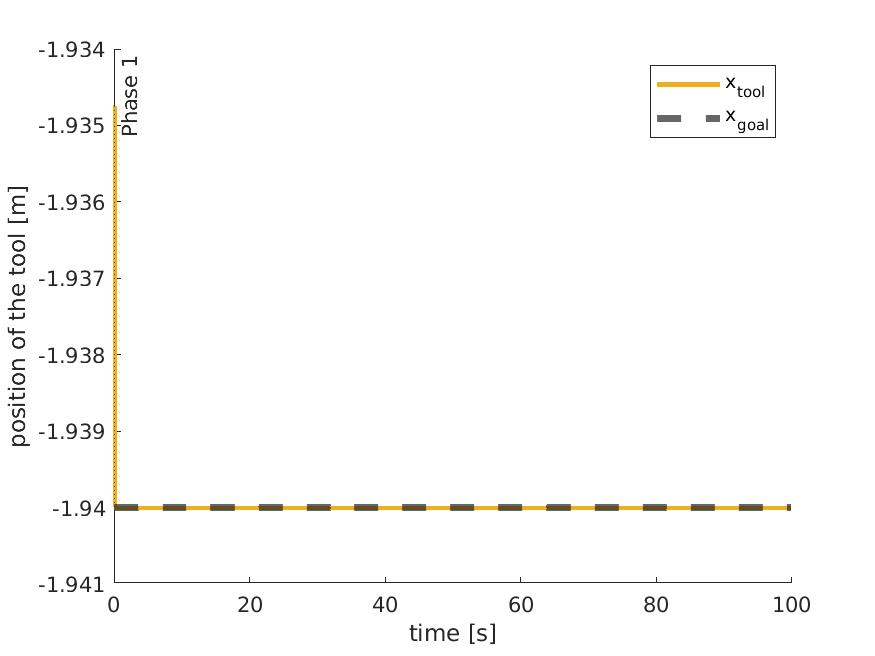 -1.934
-1.935
-1.936
-1.937
-1.938
-1.939
-1.94
-1.941
position of the tool [m]
Phase 1
x_tool
x_goal
0 20 40 60 80 100
time [s]